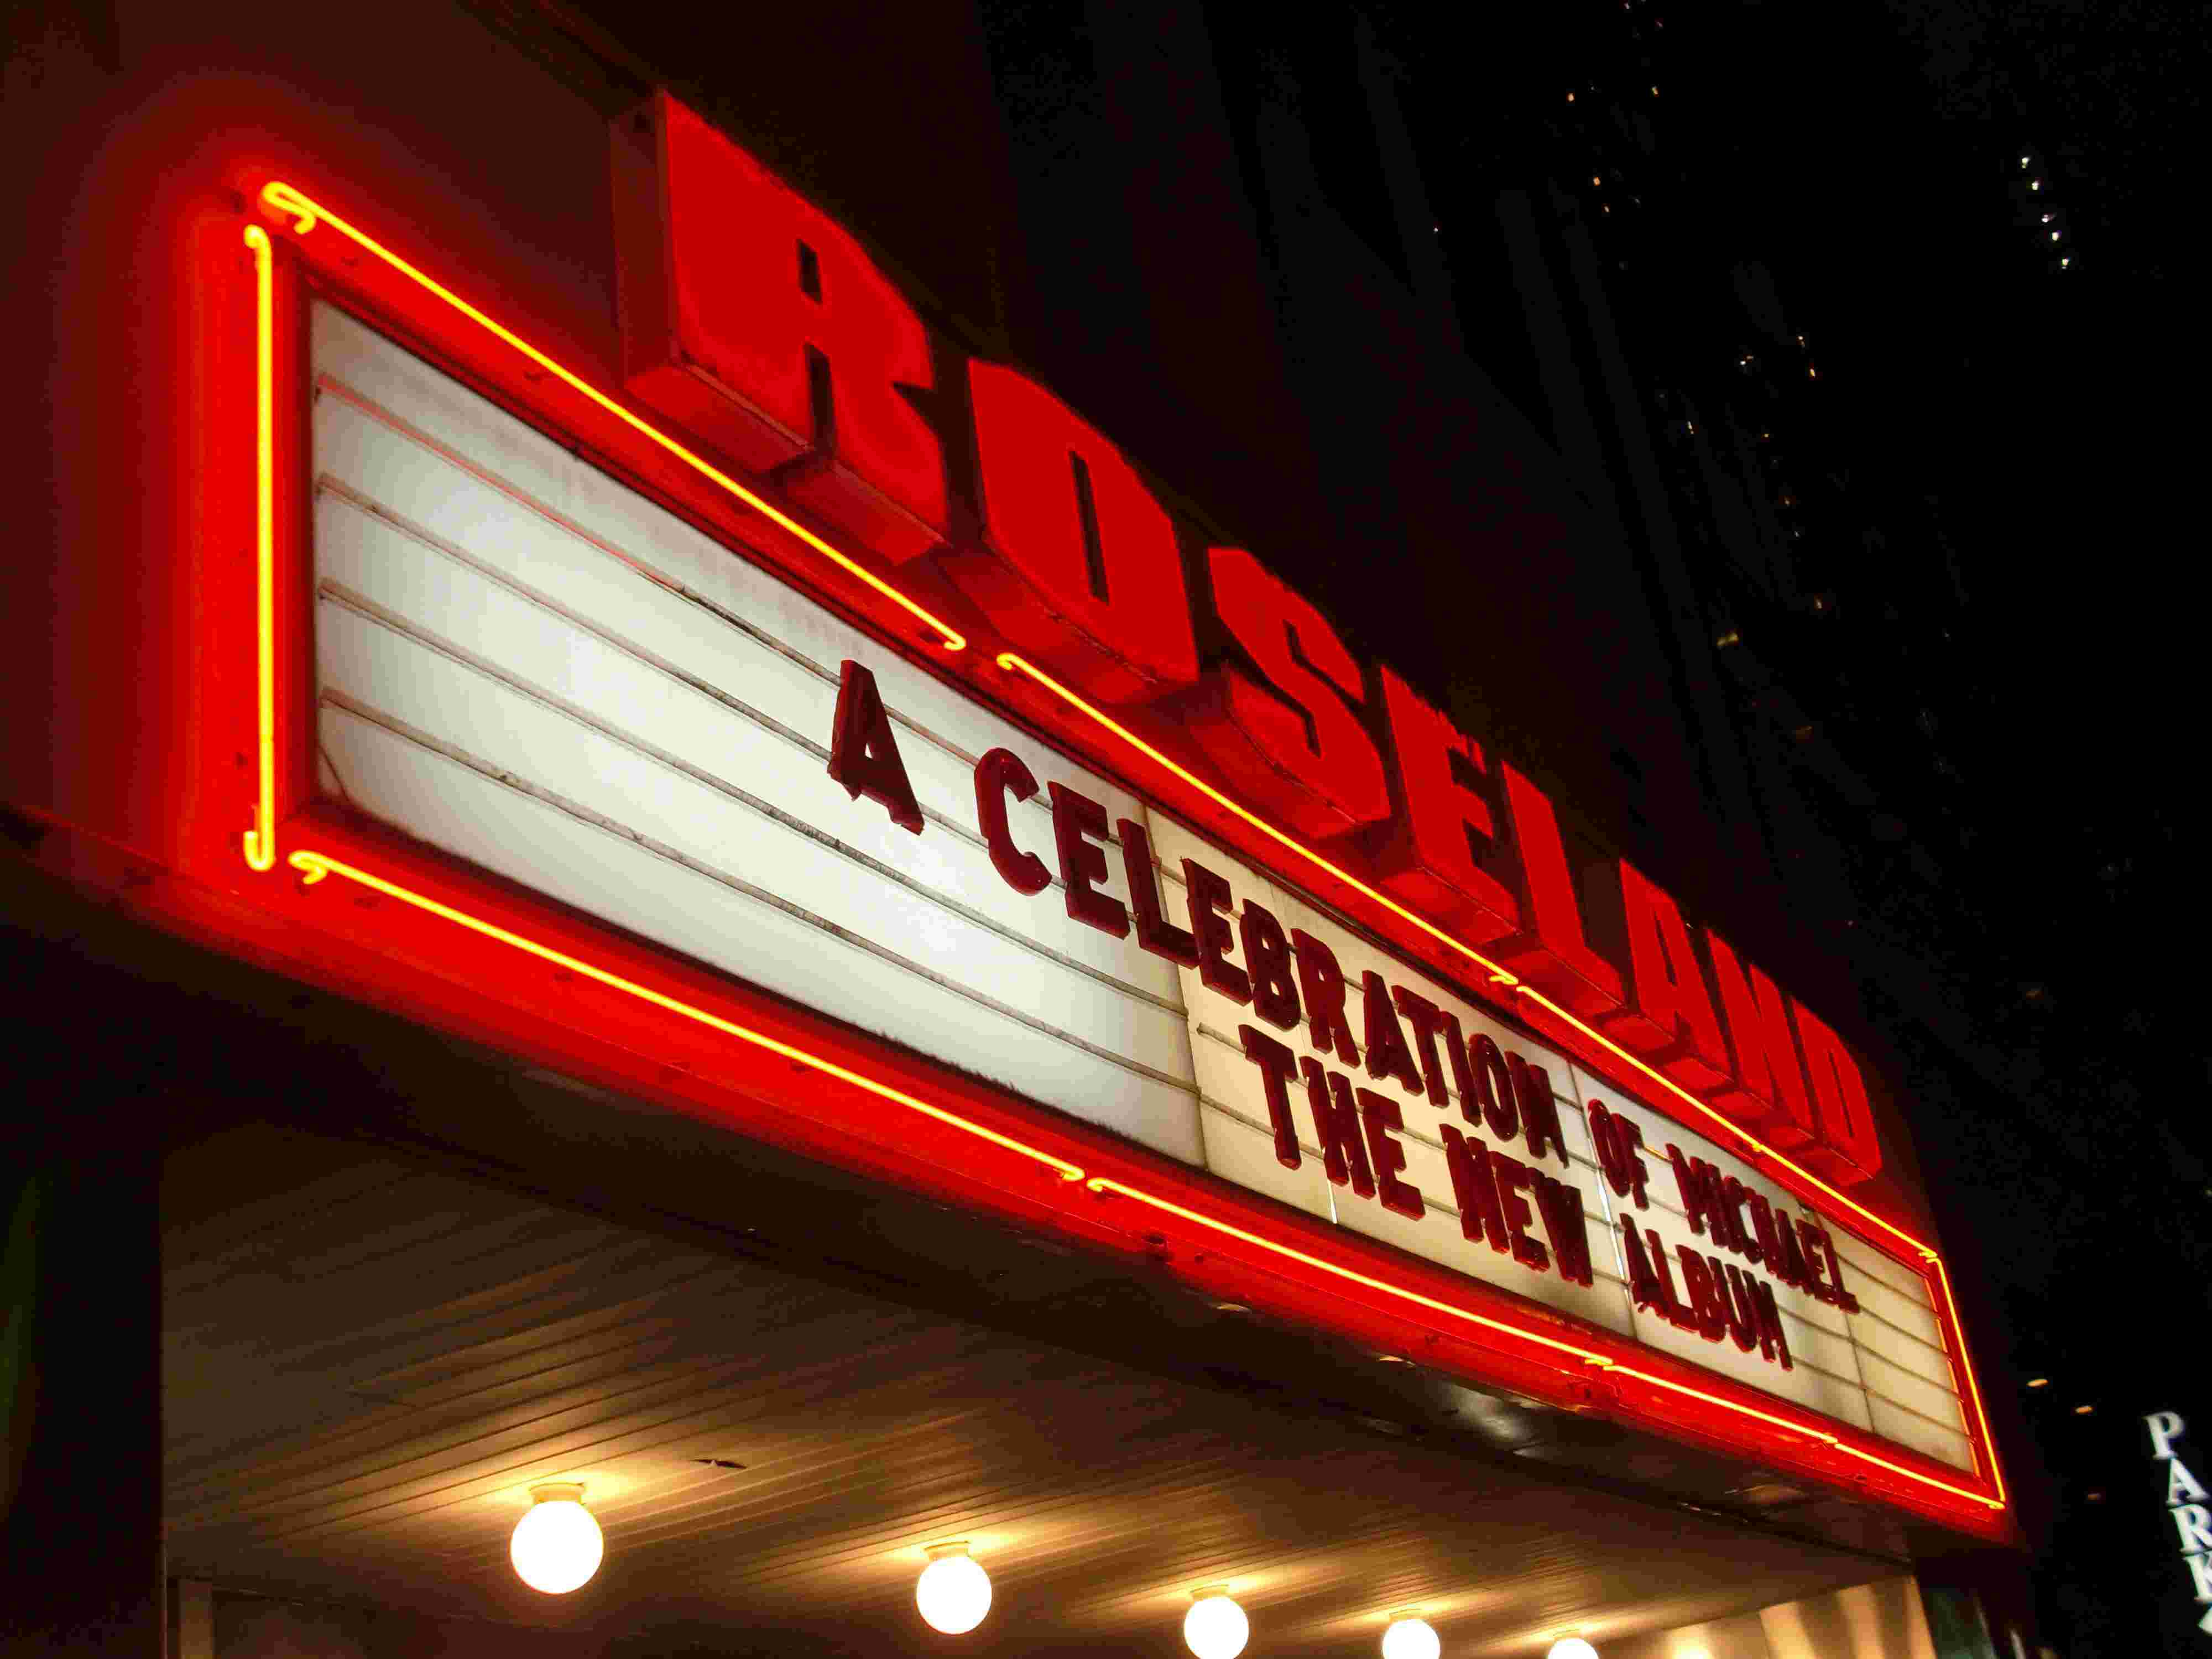 ROSELAND
A CELEBRATION OF MICHAEL
THE NEW ALBUM
PARK